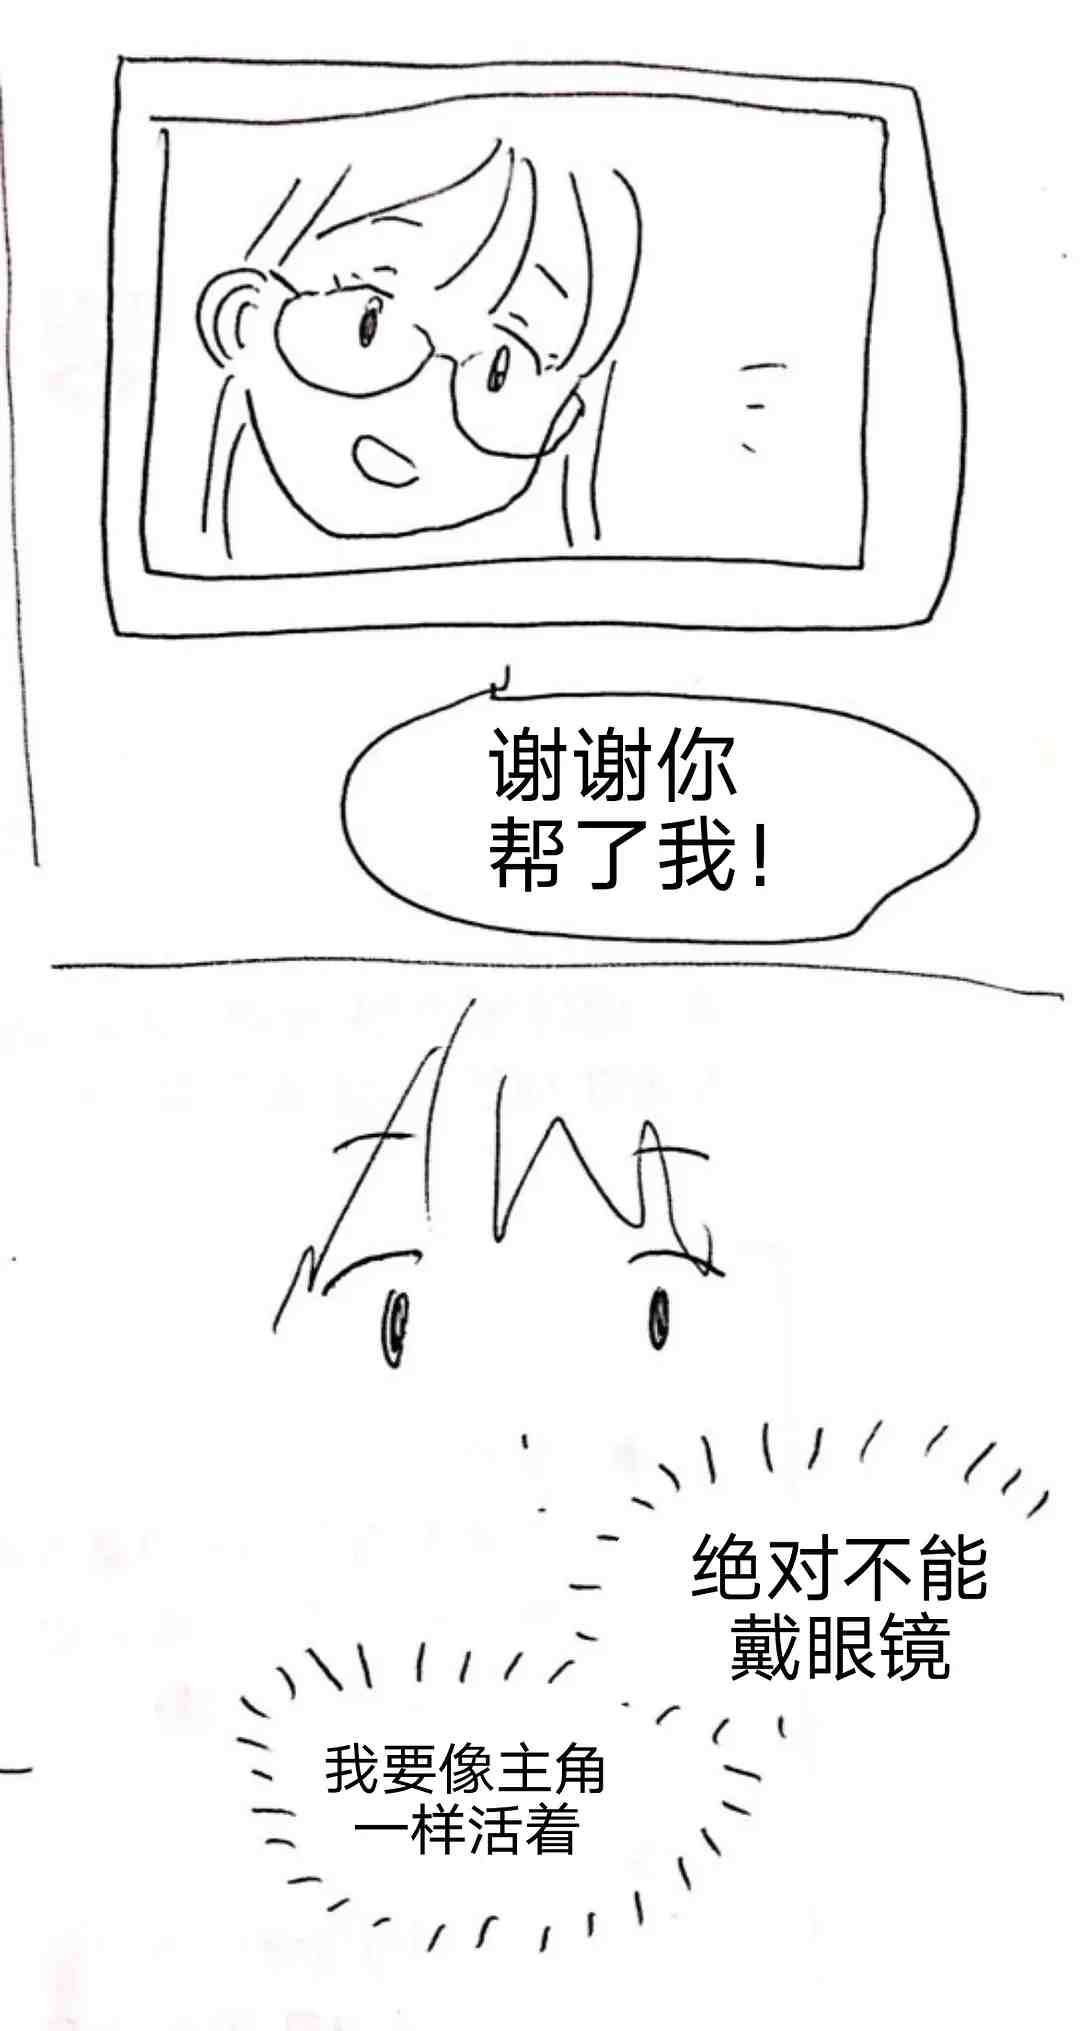 谢谢你
帮了我！
绝对不能
戴眼镜
我要像主角
一样活着